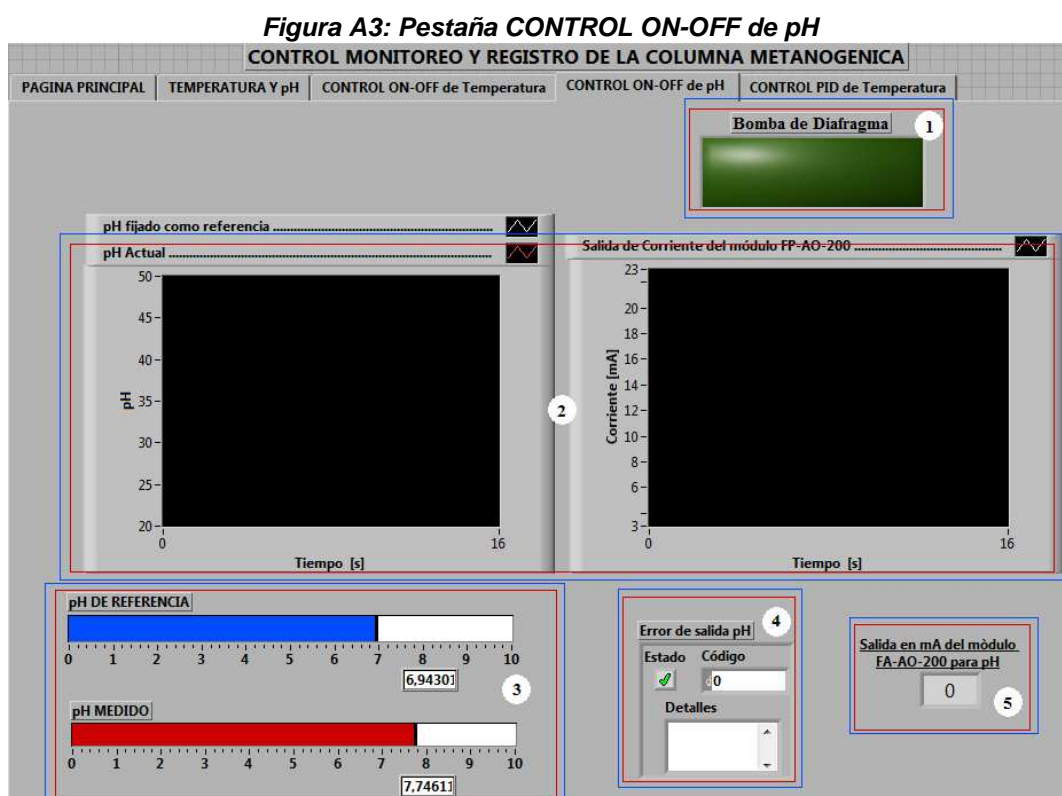 Figura A3: Pestaña CONTROL ON-OFF de pH
CONTROL MONITOREO Y REGISTRO DE LA COLUMNA METANOGENICA
PAGINA PRINCIPAL TEMPERATURA Y pH CONTROL ON-OFF de Temperatura CONTROL ON-OFF de pH CONTROL PID de Temperatura
Bomba de Diafragma 1
pH fijado como referencia
pH Actual
50
45
40
35
30
25
20
pH
0 16
Tiempo [s]
2
Salida de Corriente del módulo FP-AO-200
23
20
18
16
14
12
10
8
6
3
Corriente [mA]
0 16
Tiempo [s]
pH DE REFERENCIA
0 1 2 3 4 5 6 7 8 9 10
6,94301
3
pH MEDIDO
0 1 2 3 4 5 6 7 8 9 10
7,74611
Error de salida pH 4
Estado Código
d0
Detalles
Salida en mA del mòdulo
FA-AO-200 para pH
0
5